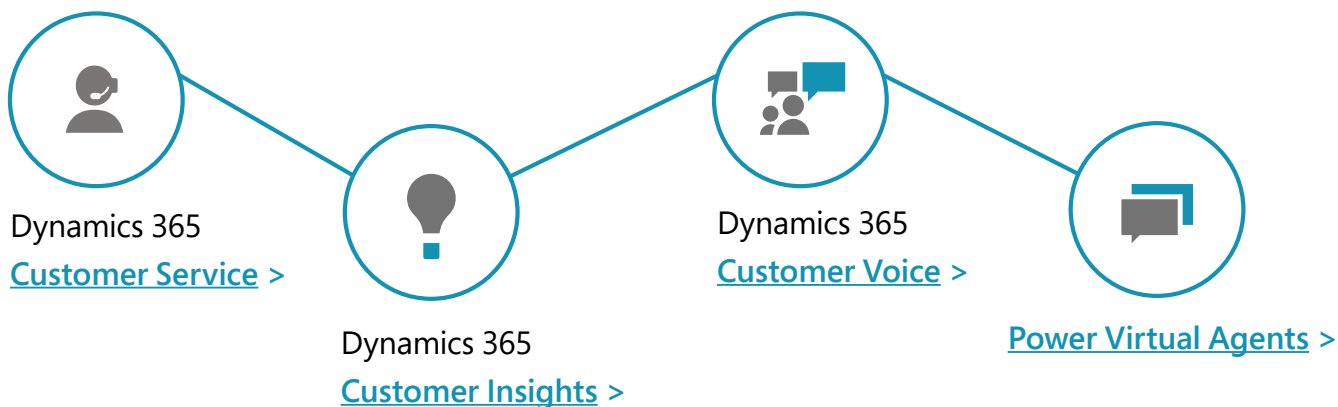 Dynamics 365
Customer Service >
Dynamics 365
Customer Insights >
Dynamics 365
Customer Voice >
Power Virtual Agents >